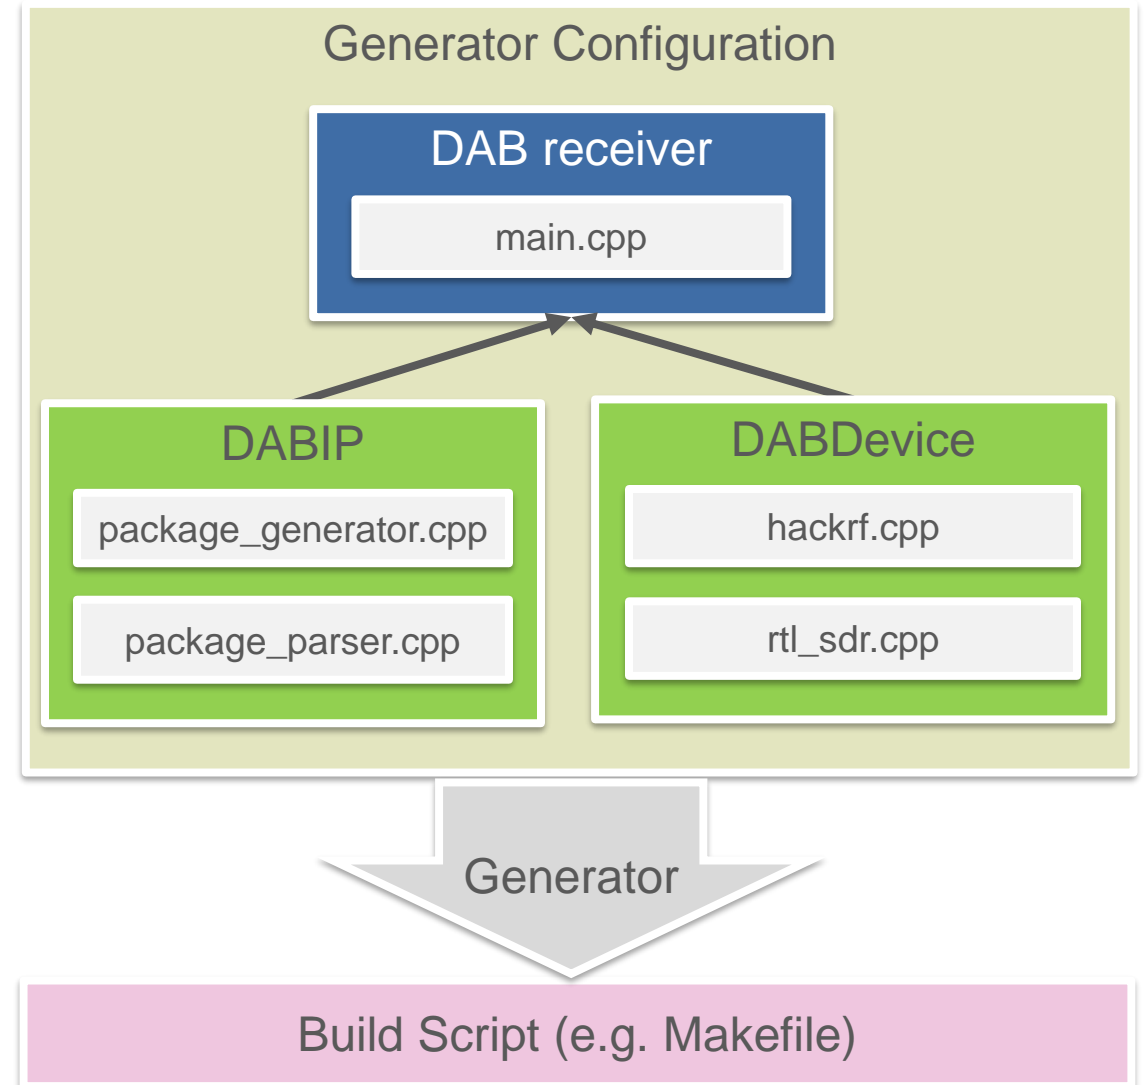 Generator Configuration
DAB receiver
main.cpp
DABIP
package_generator.cpp
package_parser.cpp
DABDevice
hackrf.cpp
rtl_sdr.cpp
Generator
Build Script (e.g. Makefile)